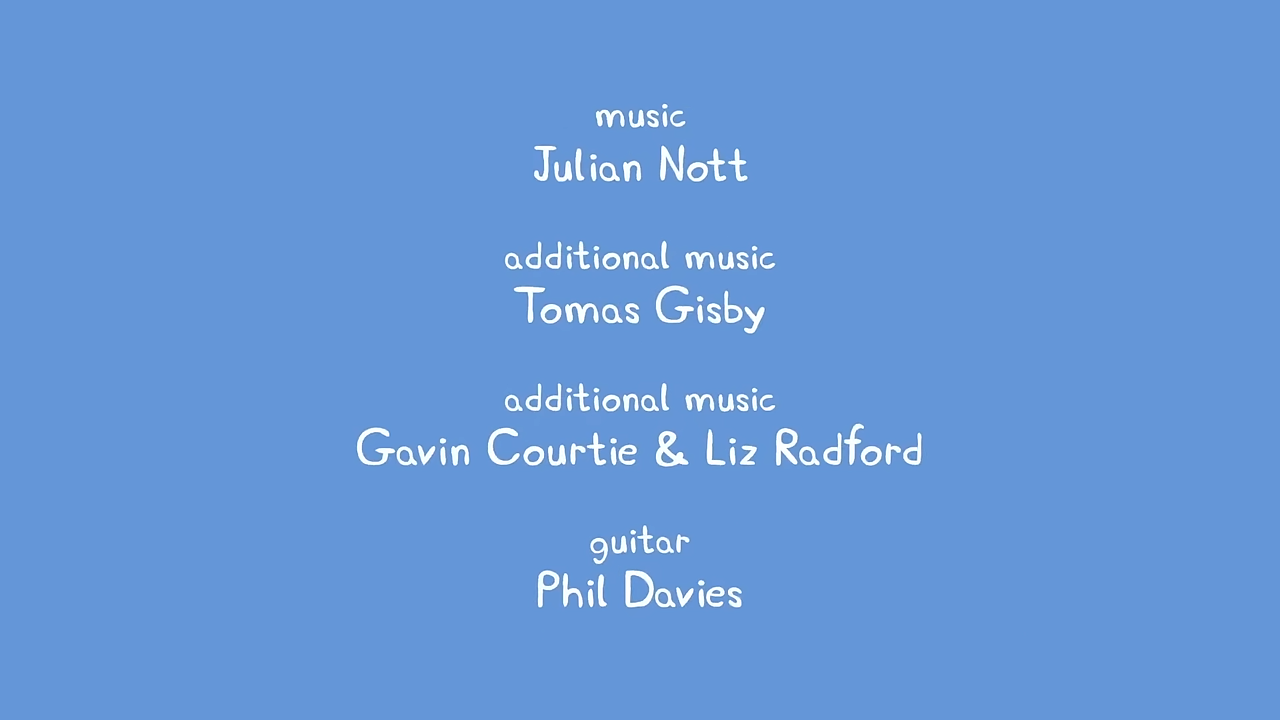 music
Julian Nott
additional music
Tomas Gisby
additional music
Gavin Courtie & Liz Radford
guitar
Phil Davies